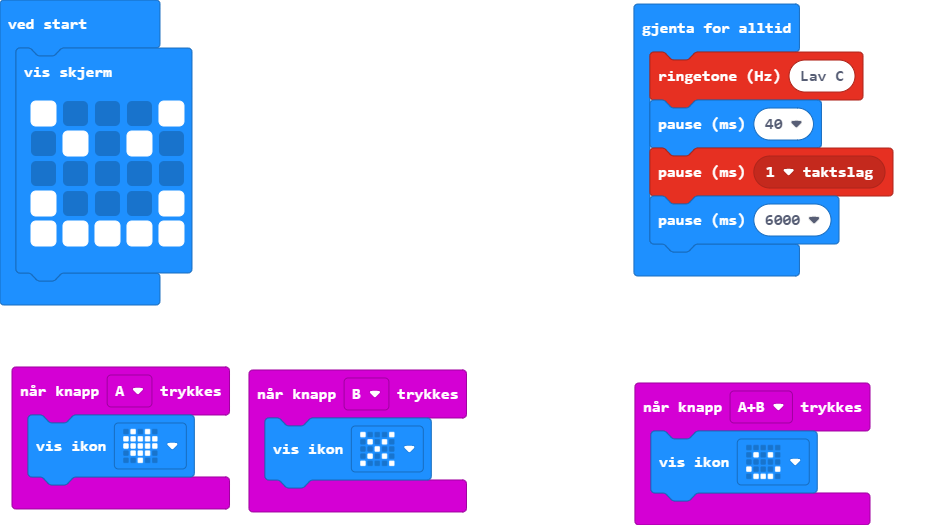 ved start
vis skjerm
gjenta for alltid
ringetone (Hz) Lav C
pause (ms) 40
pause (ms) 1 taktslag
pause (ms) 6000
når knapp A trykkes
vis ikon
når knapp B trykkes
vis ikon
når knapp A+B trykkes
vis ikon